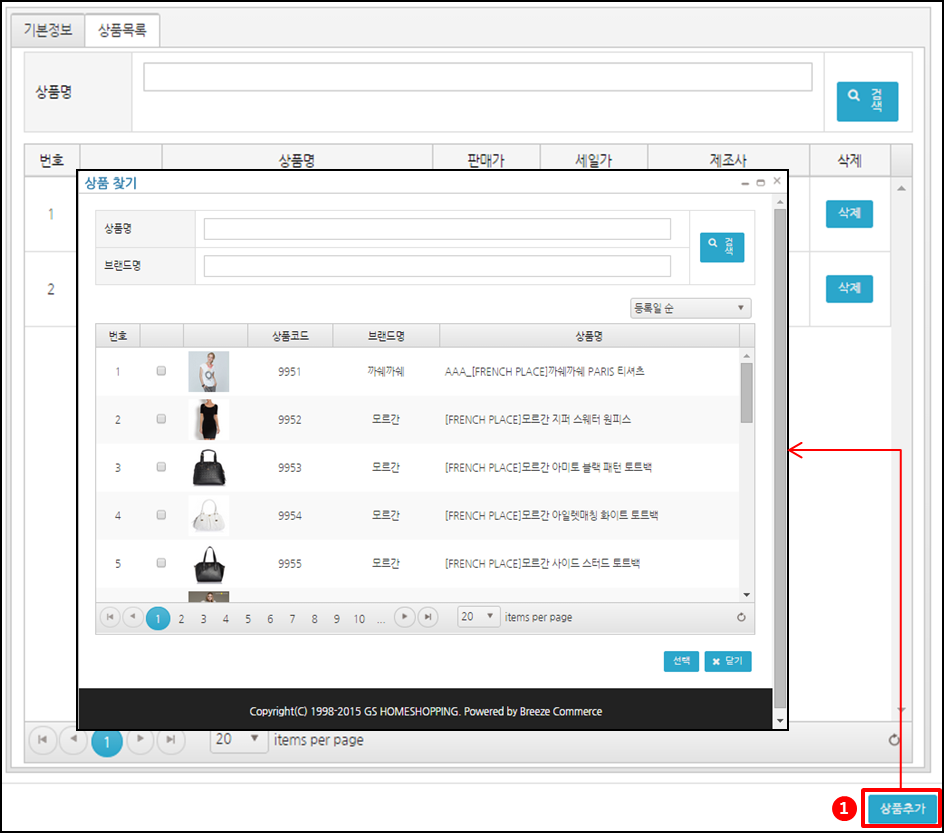 기본정보 상품목록
상품명
검색
번호 상품명 판매가 세일가 제조사 삭제
1 삭제
2 삭제
상품 찾기
상품명
브랜드명
검색
등록일 순
번호 상품코드 브랜드명 상품명
1 9951 까쉐까쉐 AAA_[FRENCH PLACE]까쉐까쉐 PARIS 티셔츠
2 9952 모르간 [FRENCH PLACE]모르간 지퍼 스웨터 원피스
3 9953 모르간 [FRENCH PLACE]모르간 아미로 블랙 패턴 토트백
4 9954 모르간 [FRENCH PLACE]모르간 아일렛매칭 화이트 토트백
5 9955 모르간 [FRENCH PLACE]모르간 사이드 스터드 토트백
1 2 3 4 5 6 7 8 9 10 ... 20 items per page
선택 닫기
Copyright(C) 1998-2015 GS HOMESHOPPING. Powered by Breeze Commerce
1 20 items per page
1 상품추가